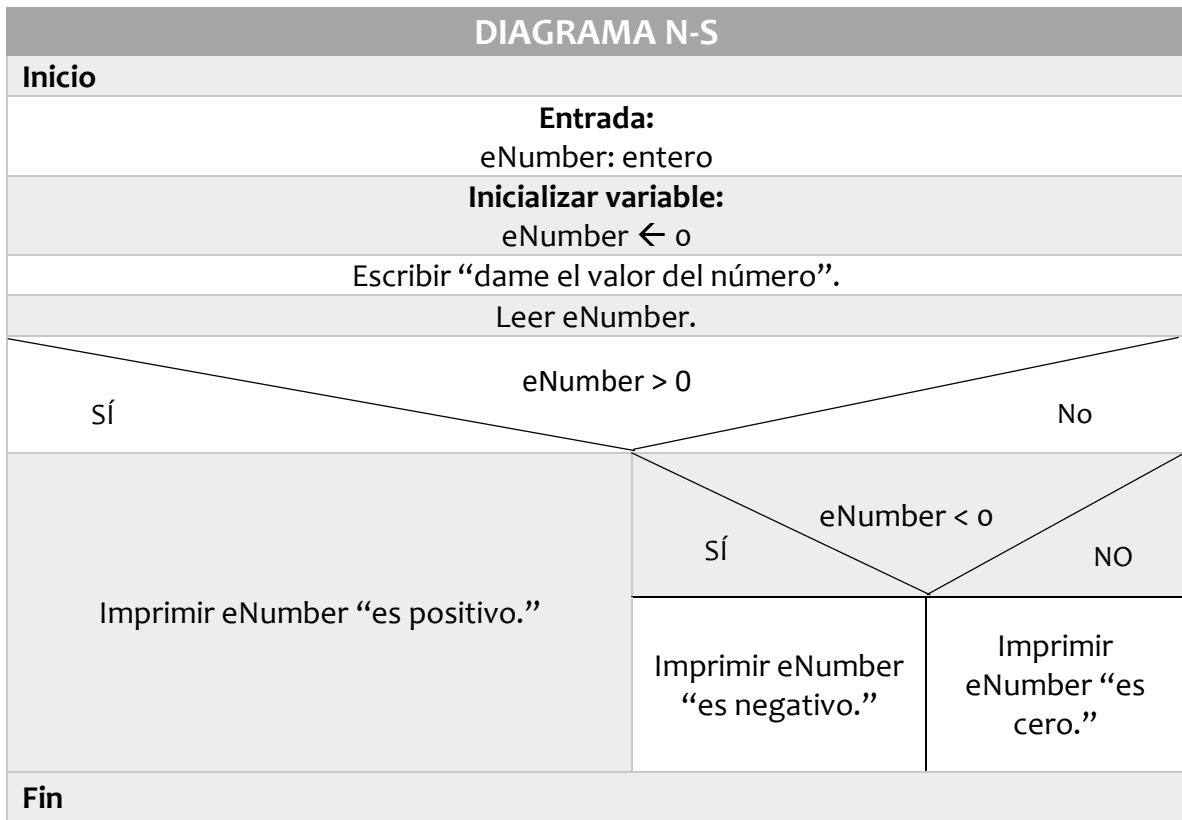 DIAGRAMA N-S
Inicio
Entrada:
eNumber: entero
Inicializar variable:
eNumber ← 0
Escribir “dame el valor del número”.
Leer eNumber.
eNumber > 0
SÍ
No
eNumber < 0
SÍ
NO
Imprimir eNumber “es positivo.”
Imprimir eNumber
“es negativo.”
Imprimir
eNumber “es
cero.”
Fin